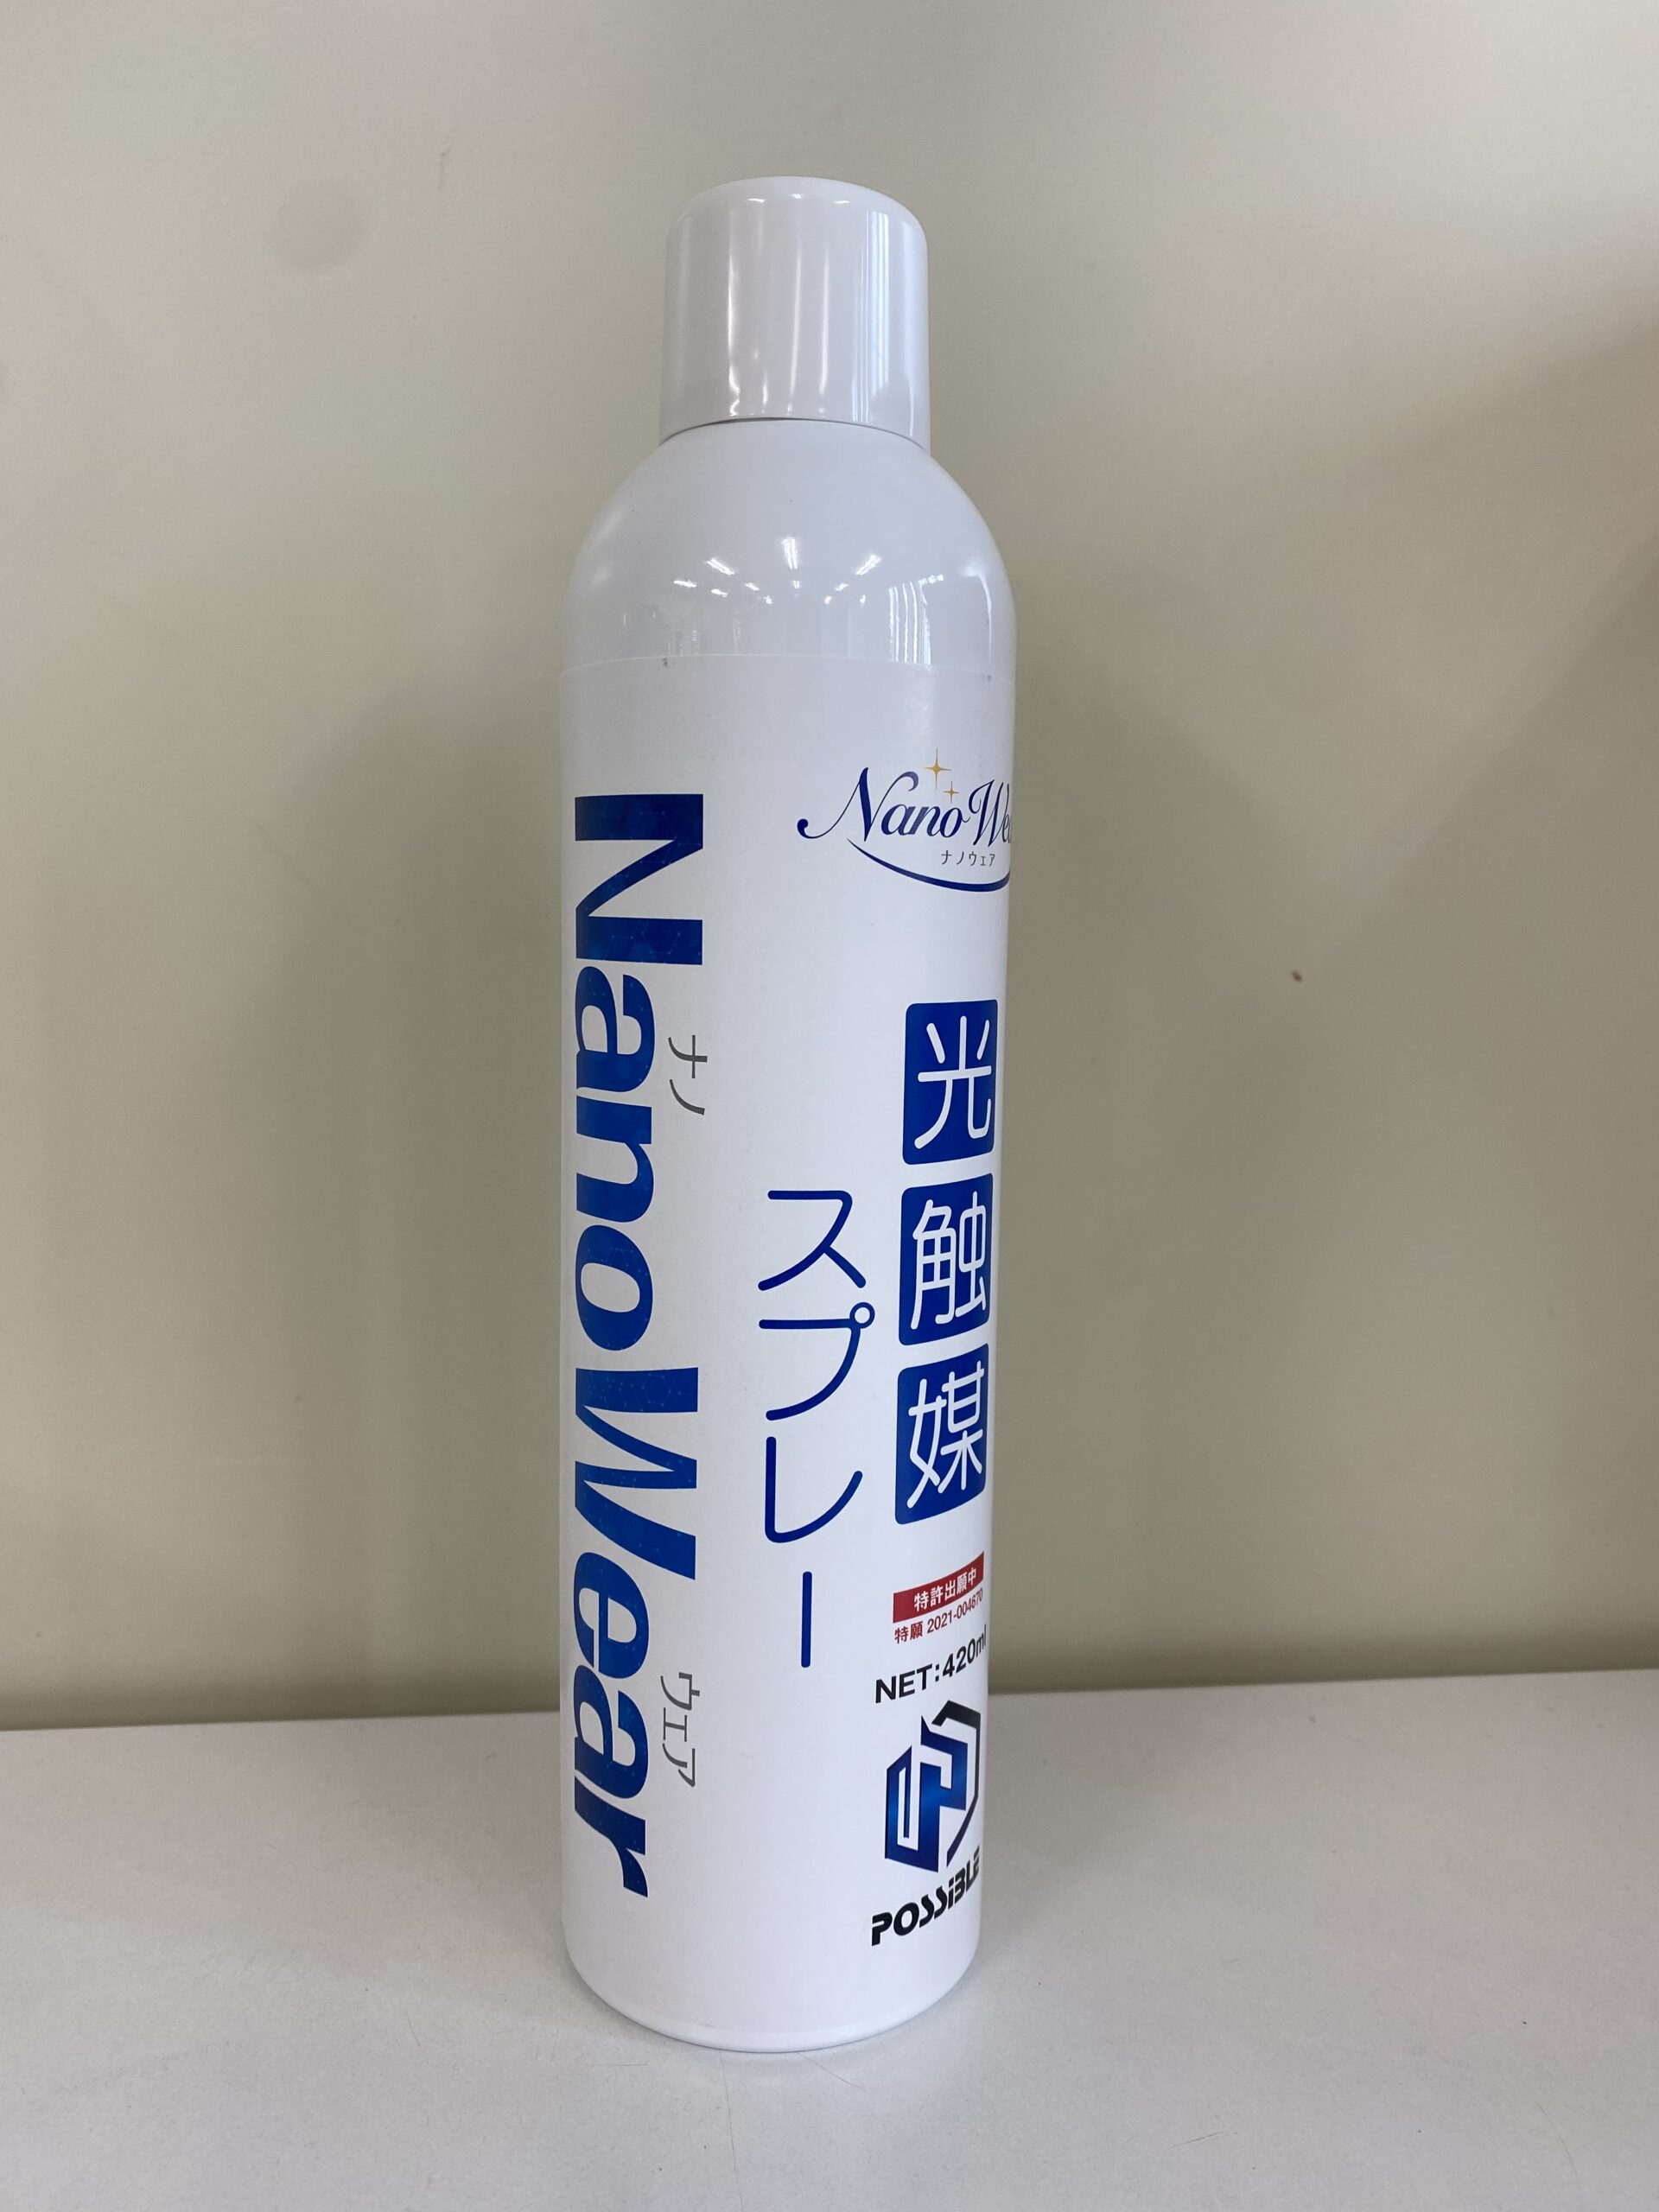 NanoWear
ナノ ウェア
Nano We
ナノウェア
光触媒
スプレー
特許出願中
特願 2021-004670
NET:420ml
POSSiBLE